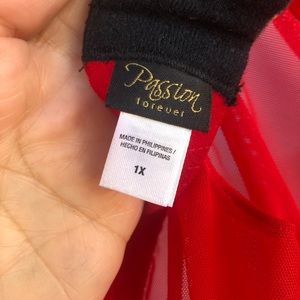 Passion
forever
MADE IN PHILIPPINES /
HECHO EN FILIPINAS
1X